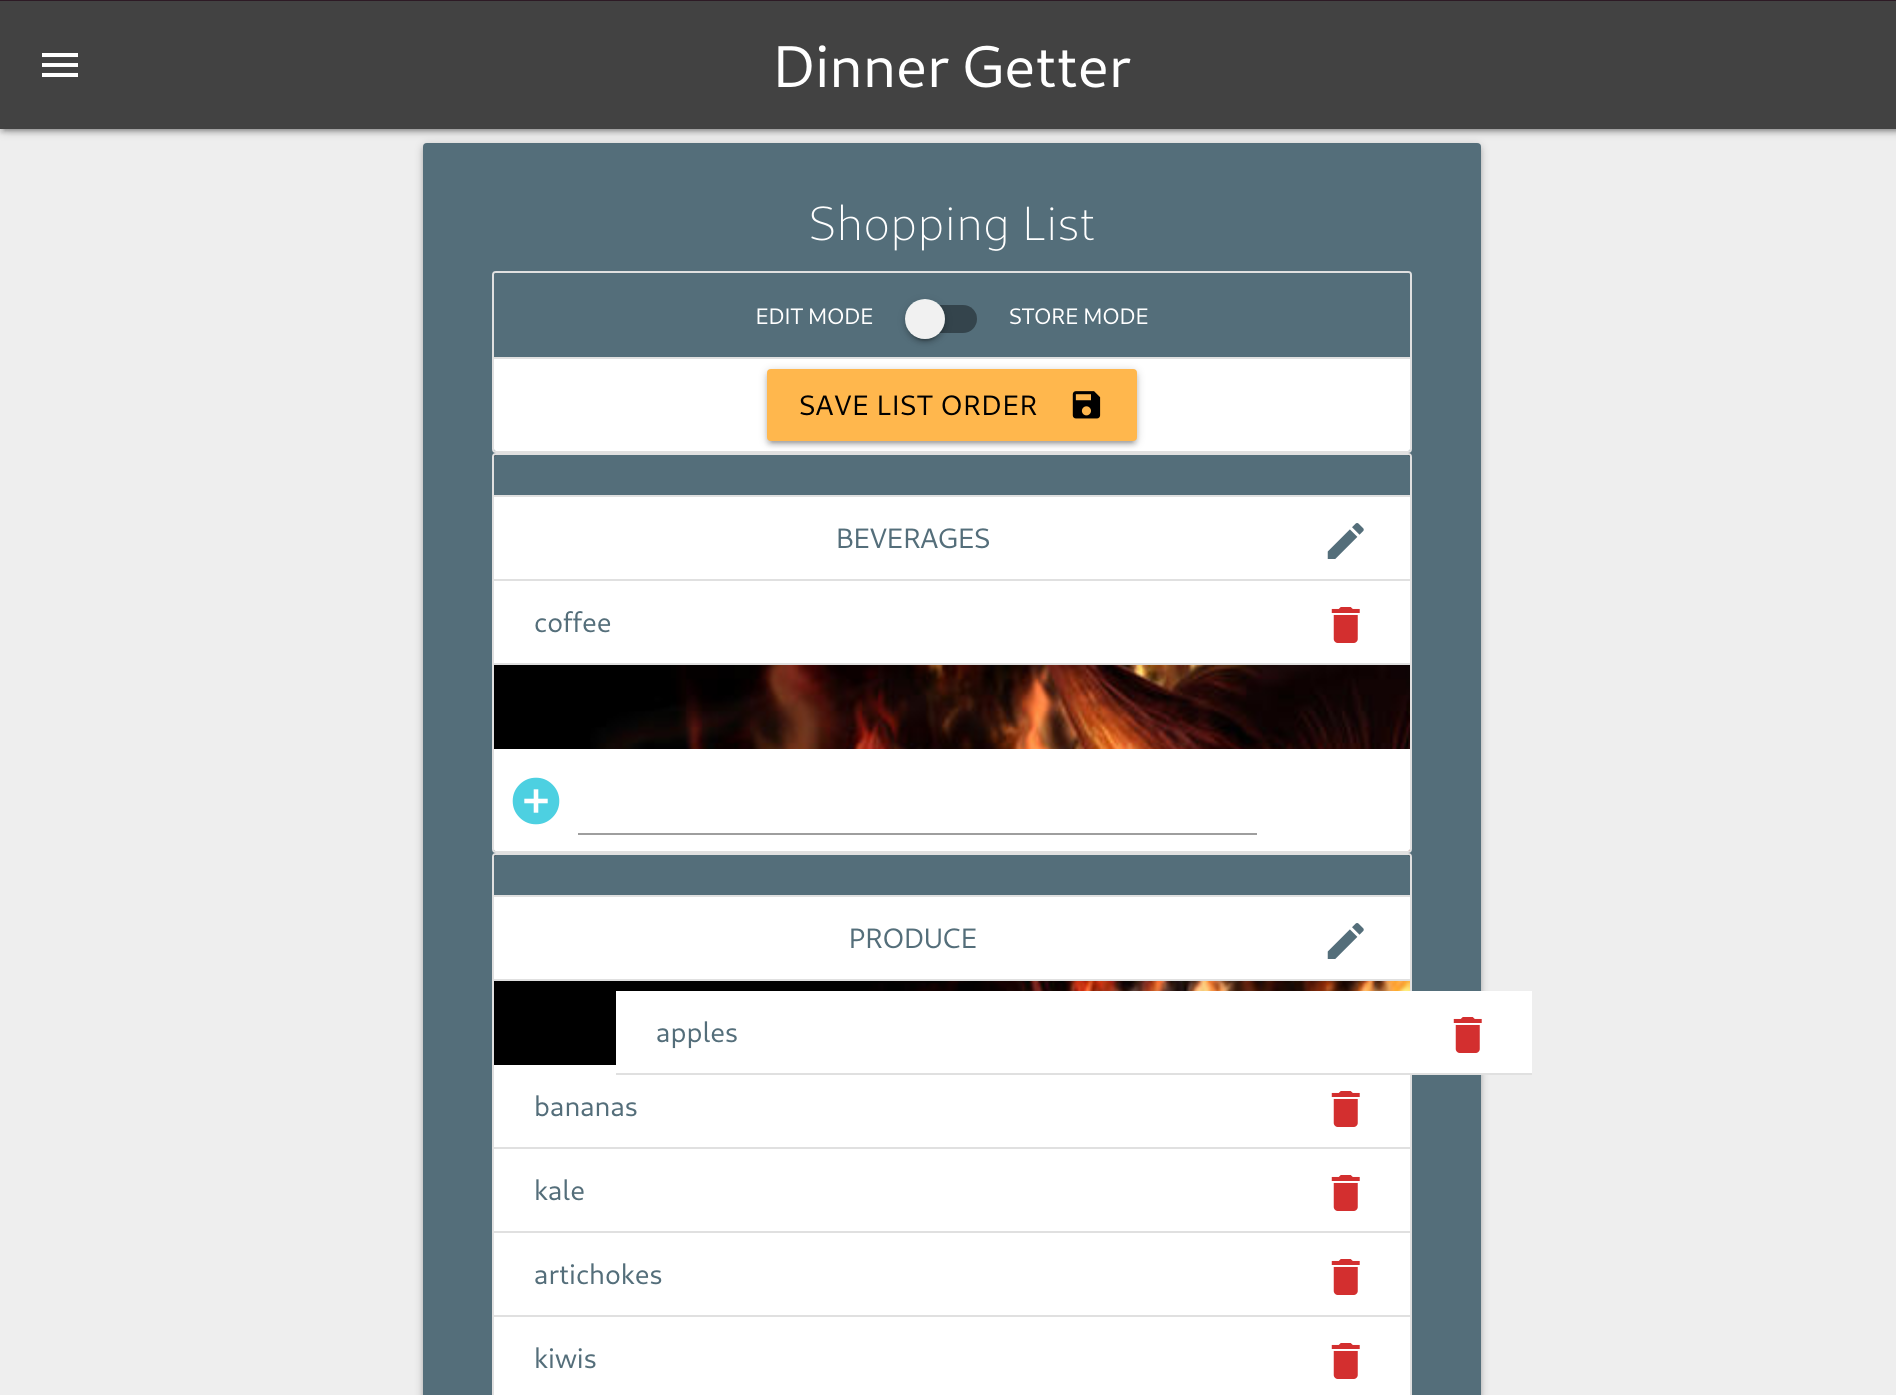 Dinner Getter
Shopping List
EDIT MODE STORE MODE
SAVE LIST ORDER
BEVERAGES
coffee
PRODUCE
apples
bananas
kale
artichokes
kiwis